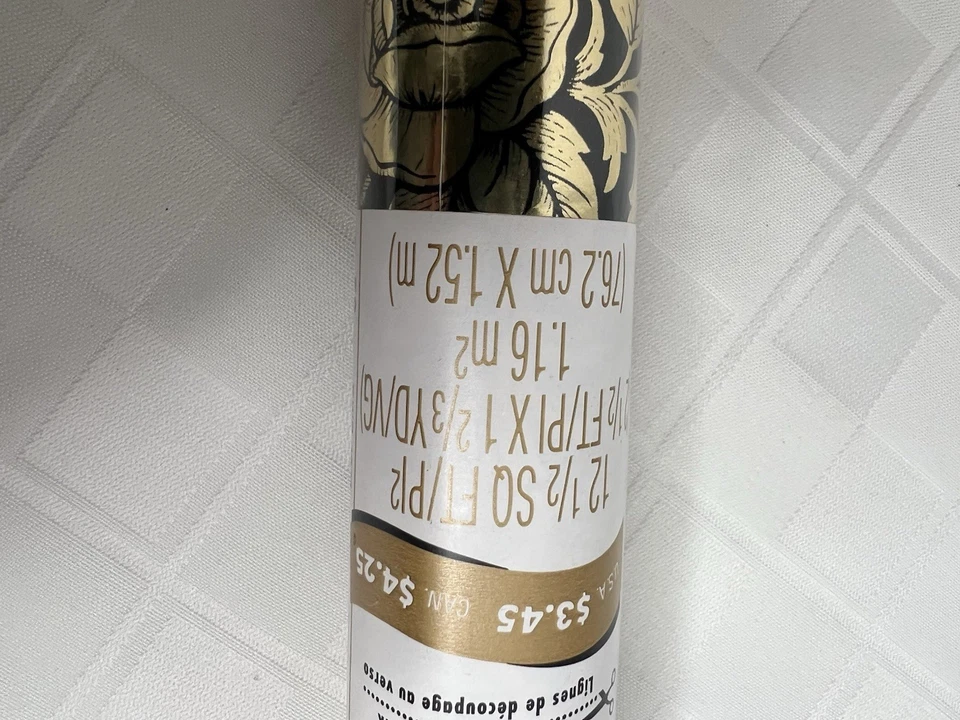 Lignes de découpage au verso
U.S.A. $3.45 CAN. $4.25
12 1/2 SQ FT/PI²
1/2 FT/PI X 1 2/3 YD/VG)
1.16 m²
(76.2 cm X 1.52 m)